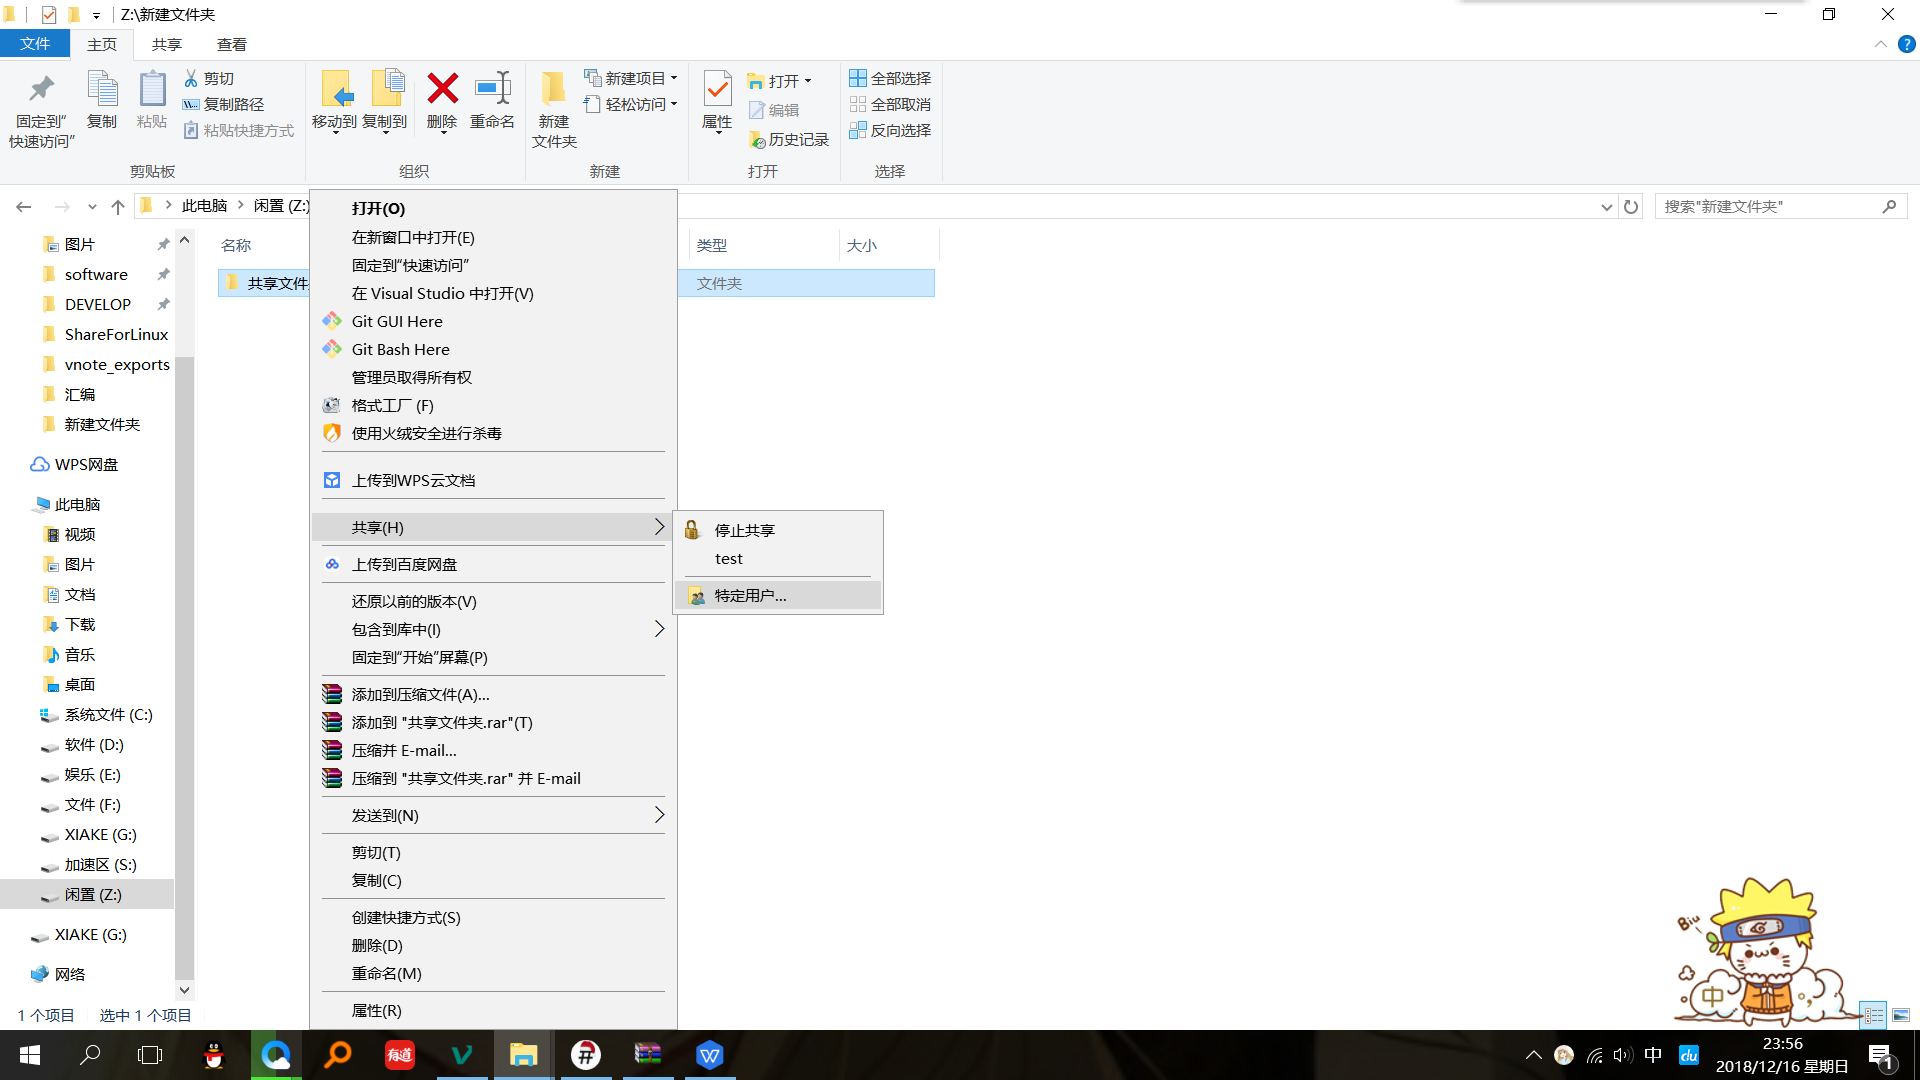 Z:\新建文件夹
文件 主页 共享 查看
固定到“快速访问”
复制
粘贴
剪切
复制路径
粘贴快捷方式
剪贴板
移动到
复制到
删除
重命名
组织
新建文件夹
新建项目
轻松访问
新建
属性
打开
编辑
历史记录
打开
全部选择
全部取消
反向选择
选择
此电脑 闲置 (Z:)
搜索"新建文件夹"
图片
software
DEVELOP
ShareForLinux
vnote_exports
汇编
新建文件夹
WPS网盘
此电脑
视频
图片
文档
下载
音乐
桌面
系统文件 (C:)
软件 (D:)
娱乐 (E:)
文件 (F:)
XIAKE (G:)
加速区 (S:)
闲置 (Z:)
XIAKE (G:)
网络
名称 类型 大小
共享文件 文件夹
打开(O)
在新窗口中打开(E)
固定到“快速访问”
在 Visual Studio 中打开(V)
Git GUI Here
Git Bash Here
管理员取得所有权
格式工厂 (F)
使用火绒安全进行杀毒
上传到WPS云文档
共享(H)
上传到百度网盘
还原以前的版本(V)
包含到库中(I)
固定到“开始”屏幕(P)
添加到压缩文件(A)...
添加到 "共享文件夹.rar"(T)
压缩并 E-mail...
压缩到 "共享文件夹.rar" 并 E-mail
发送到(N)
剪切(T)
复制(C)
创建快捷方式(S)
删除(D)
重命名(M)
属性(R)
停止共享
test
特定用户...
Biu
中
1 个项目 选中 1 个项目
有道
中
du
23:56
2018/12/16 星期日
1